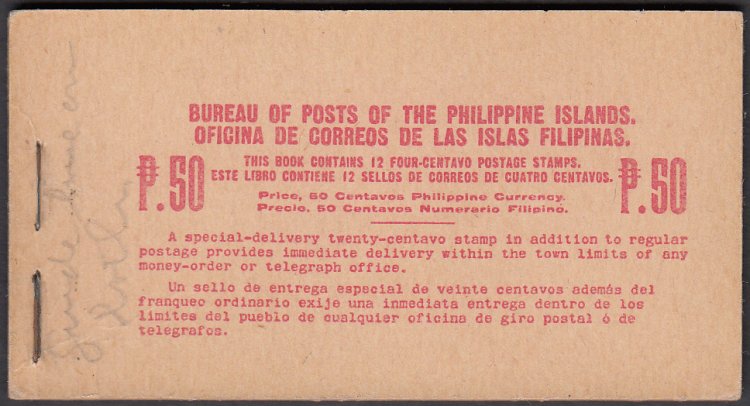 BUREAU OF POSTS OF THE PHILIPPINE ISLANDS.
OFICINA DE CORREOS DE LAS ISLAS FILIPINAS.
₱.50
THIS BOOK CONTAINS 12 FOUR-CENTAVO POSTAGE STAMPS.
ESTE LIBRO CONTIENE 12 SELLOS DE CORREOS DE CUATRO CENTAVOS.
Price, 50 Centavos Philippine Currency.
Precio, 50 Centavos Numerario Filipino.
₱.50
A special-delivery twenty-centavo stamp in addition to regular
postage provides immediate delivery within the town limits of any
money-order or telegraph office.
Un sello de entrega especial de veinte centavos además del
franqueo ordinario exije una inmediata entrega dentro de los
limites del pueblo de cualquier oficina de giro postal ó de
telegrafos.